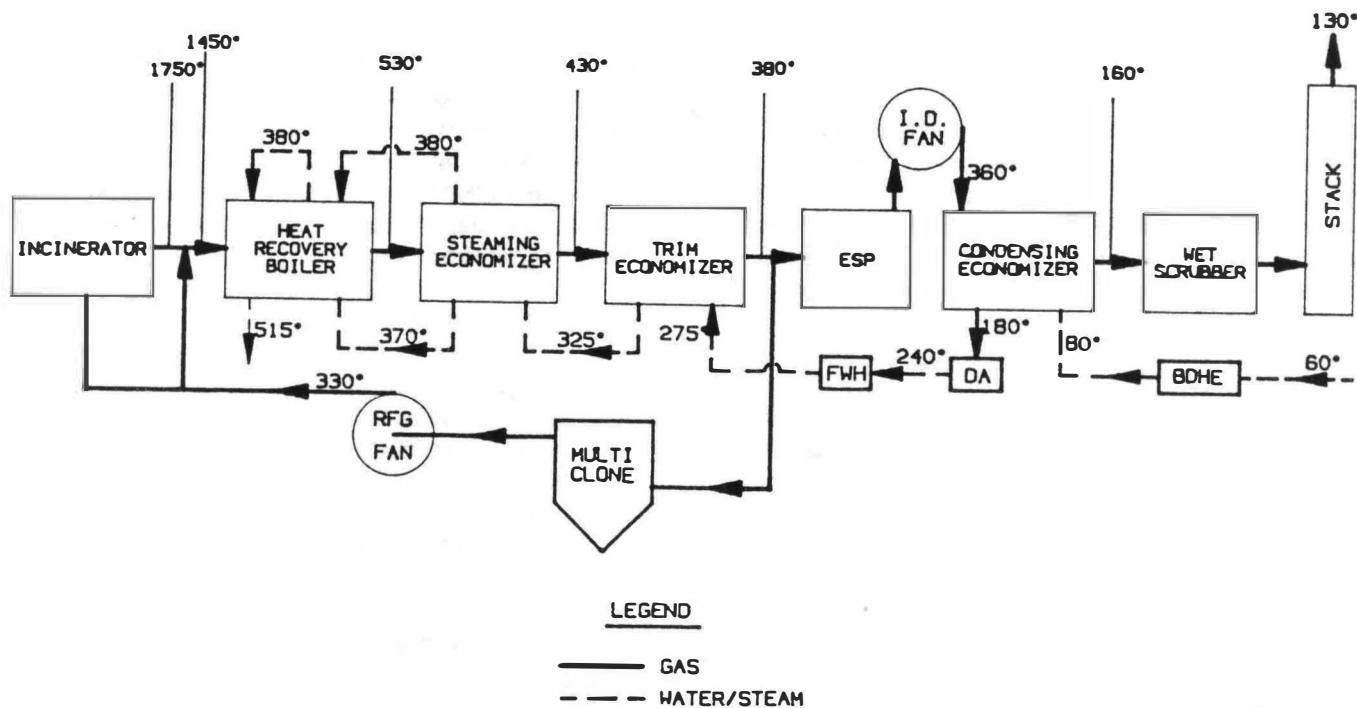 130°
1450°
1750°
530°
430°
380°
160°
I.D.
FAN
380°
380°
360°
STACK
INCINERATOR
HEAT
RECOVERY
BOILER
STEAMING
ECONOMIZER
TRIM
ECONOMIZER
ESP
CONDENSING
ECONOMIZER
WET
SCRUBBER
515°
370°
325°
275°
180°
80°
240°
60°
FWH
DA
BDHE
330°
RFG
FAN
MULTI
CLONE
LEGEND
GAS
WATER/STEAM